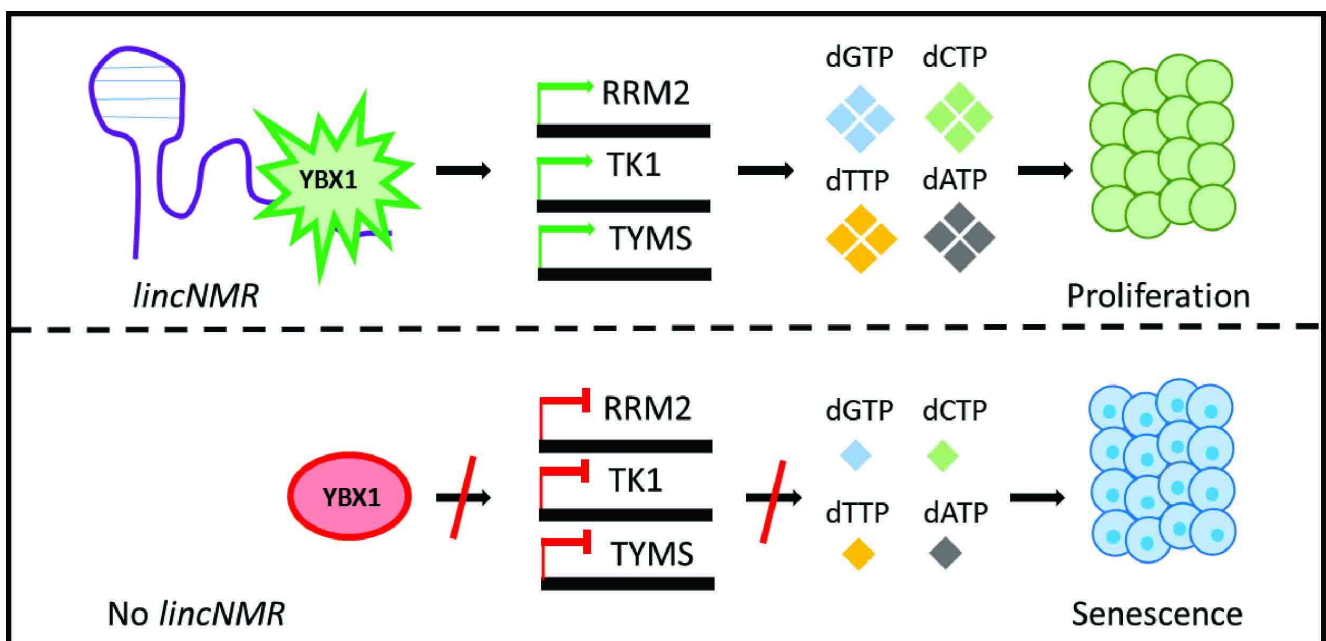 dGTP dCTP
RRM2
YBX1
TK1
dTTP dATP
TYMS
lincNMR
Proliferation
RRM2
dGTP dCTP
YBX1
TK1
dTTP dATP
TYMS
No lincNMR
Senescence